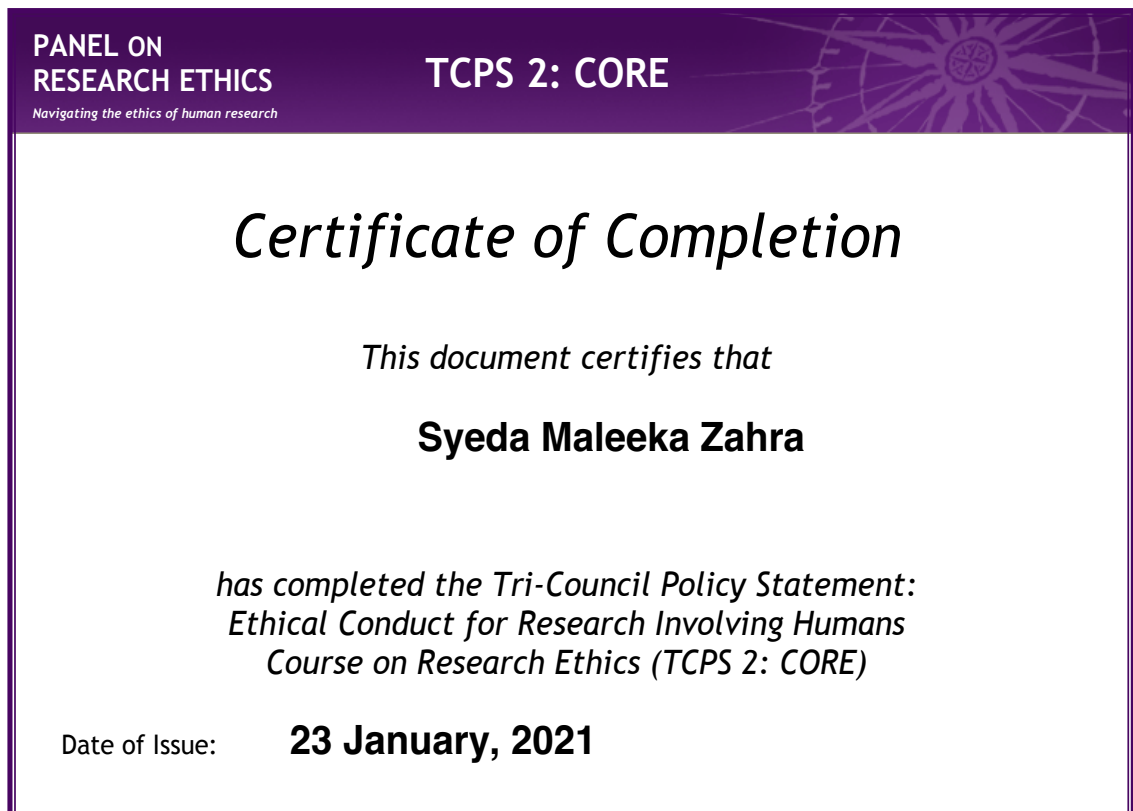 PANEL ON
RESEARCH ETHICS
Navigating the ethics of human research
TCPS 2: CORE
Certificate of Completion
This document certifies that
Syeda Maleeka Zahra
has completed the Tri-Council Policy Statement:
Ethical Conduct for Research Involving Humans
Course on Research Ethics (TCPS 2: CORE)
Date of Issue: 23 January, 2021